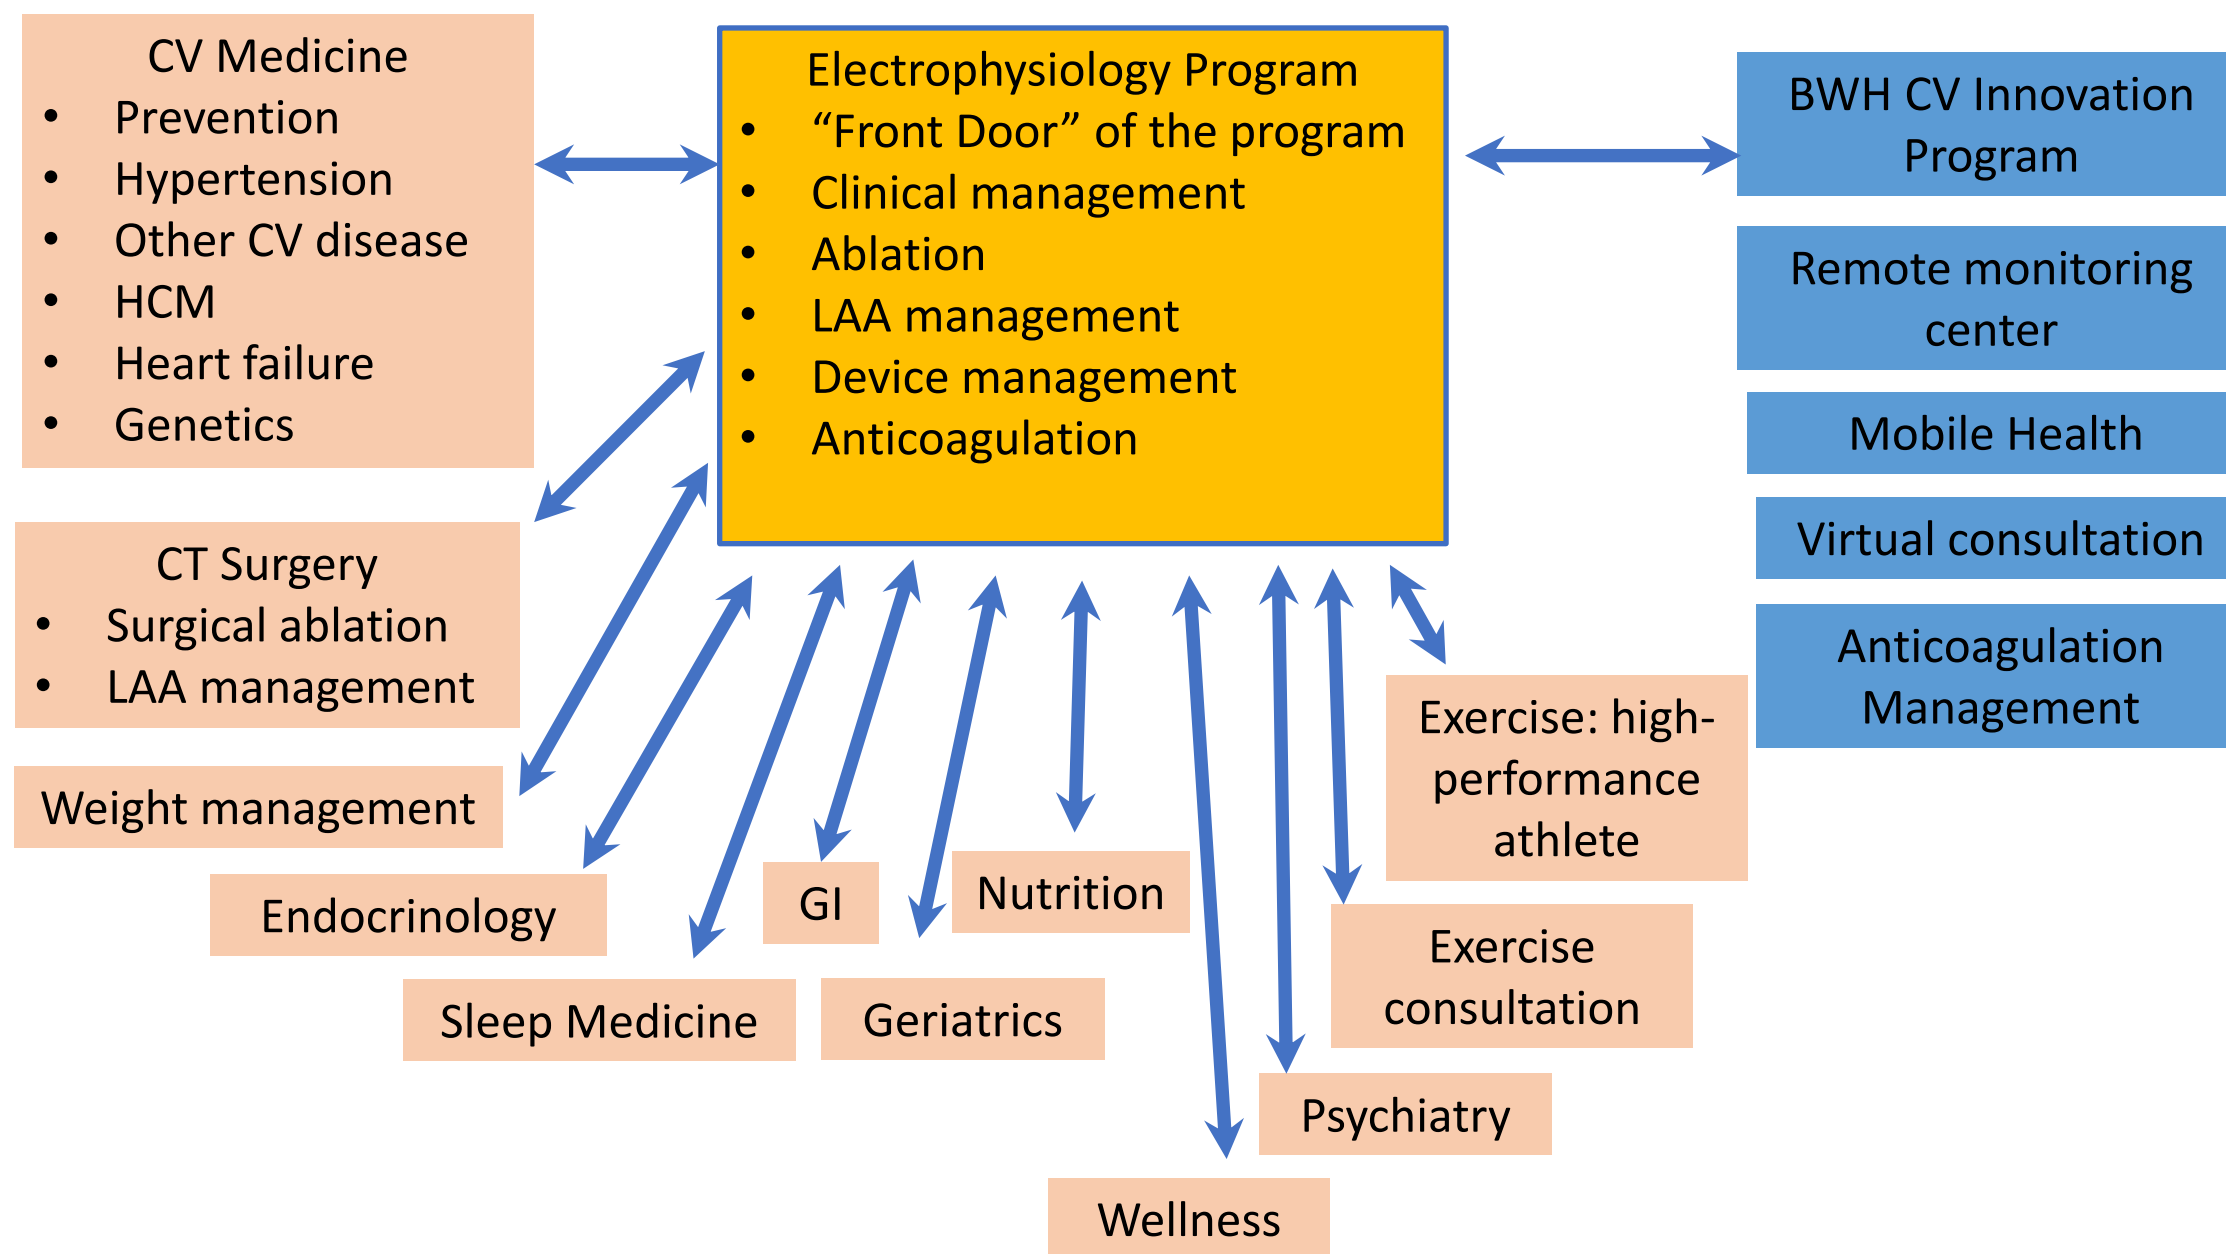 CV Medicine
• Prevention
• Hypertension
• Other CV disease
• HCM
• Heart failure
• Genetics
Electrophysiology Program
• “Front Door” of the program
• Clinical management
• Ablation
• LAA management
• Device management
• Anticoagulation
BWH CV Innovation
Program
Remote monitoring
center
Mobile Health
Virtual consultation
Anticoagulation
Management
CT Surgery
• Surgical ablation
• LAA management
Weight management
Endocrinology
Sleep Medicine
GI
Geriatrics
Nutrition
Wellness
Psychiatry
Exercise
consultation
Exercise: high-
performance
athlete